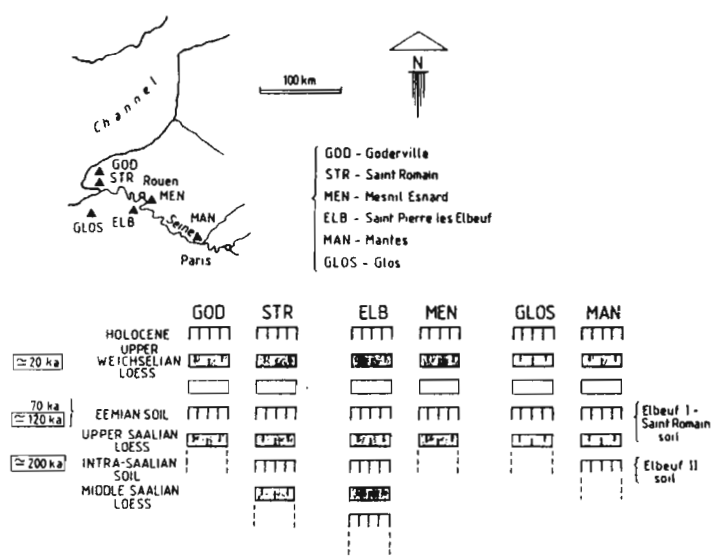 Channel
100 km
N
GOD
STR
Rouen
MEN
ELB
GLOS
Seine
MAN
Paris
GOD - Goderville
STR - Saint Romain
MEN - Mesnil Esnard
ELB - Saint Pierre les Elbeuf
MAN - Mantes
GLOS - Glos
GOD STR ELB MEN GLOS MAN
HOLOCENE
UPPER
WEICHSELIAN
LOESS
≃ 20 ka
70 ka
≃ 120 ka
EEMIAN SOIL
Elbeuf I -
Saint Romain
soil
UPPER SAALIAN
LOESS
≃ 200 ka
INTRA-SAALIAN
SOIL
Elbeuf II
soil
MIDDLE SAALIAN
LOESS